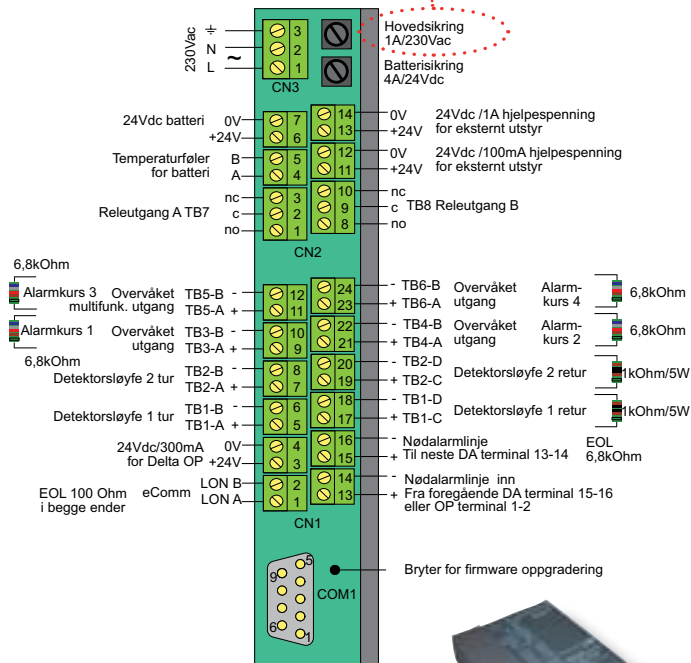 Hovedsikring
1A/230Vac
Batterisikring
4A/24Vdc
230Vac
N
L
~
3
2
1
CN3
24Vdc batteri 0V 7
+24V 6
Temperaturføler B 5
for batteri A 4
nc 3
Releutgang A TB7 c 2
no 1
14 0V 24Vdc /1A hjelpespenning
13 +24V for eksternt utstyr
12 0V 24Vdc /100mA hjelpespenning
11 +24V for eksternt utstyr
10 nc
9 c TB8 Releutgang B
8 no
CN2
6,8kOhm
Alarmkurs 3 Overvåket TB5-B - 12
multifunk. utgang TB5-A + 11
Alarmkurs 1 Overvåket TB3-B - 10
utgang TB3-A + 9
6,8kOhm
Detektorsløyfe 2 tur TB2-B - 8
TB2-A + 7
Detektorsløyfe 1 tur TB1-B - 6
TB1-A + 5
24Vdc/300mA 0V 4
for Delta OP +24V 3
EOL 100 Ohm eComm LON B 2
i begge ender LON A 1
24 - TB6-B Overvåket Alarm-
23 + TB6-A utgang kurs 4 6,8kOhm
22 - TB4-B Overvåket Alarm-
21 + TB4-A utgang kurs 2 6,8kOhm
20 - TB2-D Detektorsløyfe 2 retur 1kOhm/5W
19 + TB2-C
18 - TB1-D Detektorsløyfe 1 retur 1kOhm/5W
17 + TB1-C
16 - Nødalarmlinje EOL
15 + Til neste DA terminal 13-14 6,8kOhm
14 - Nødalarmlinje inn
13 + Fra foregående DA terminal 15-16
eller OP terminal 1-2
CN1
5
9
6
1
COM1
Bryter for firmware oppgradering